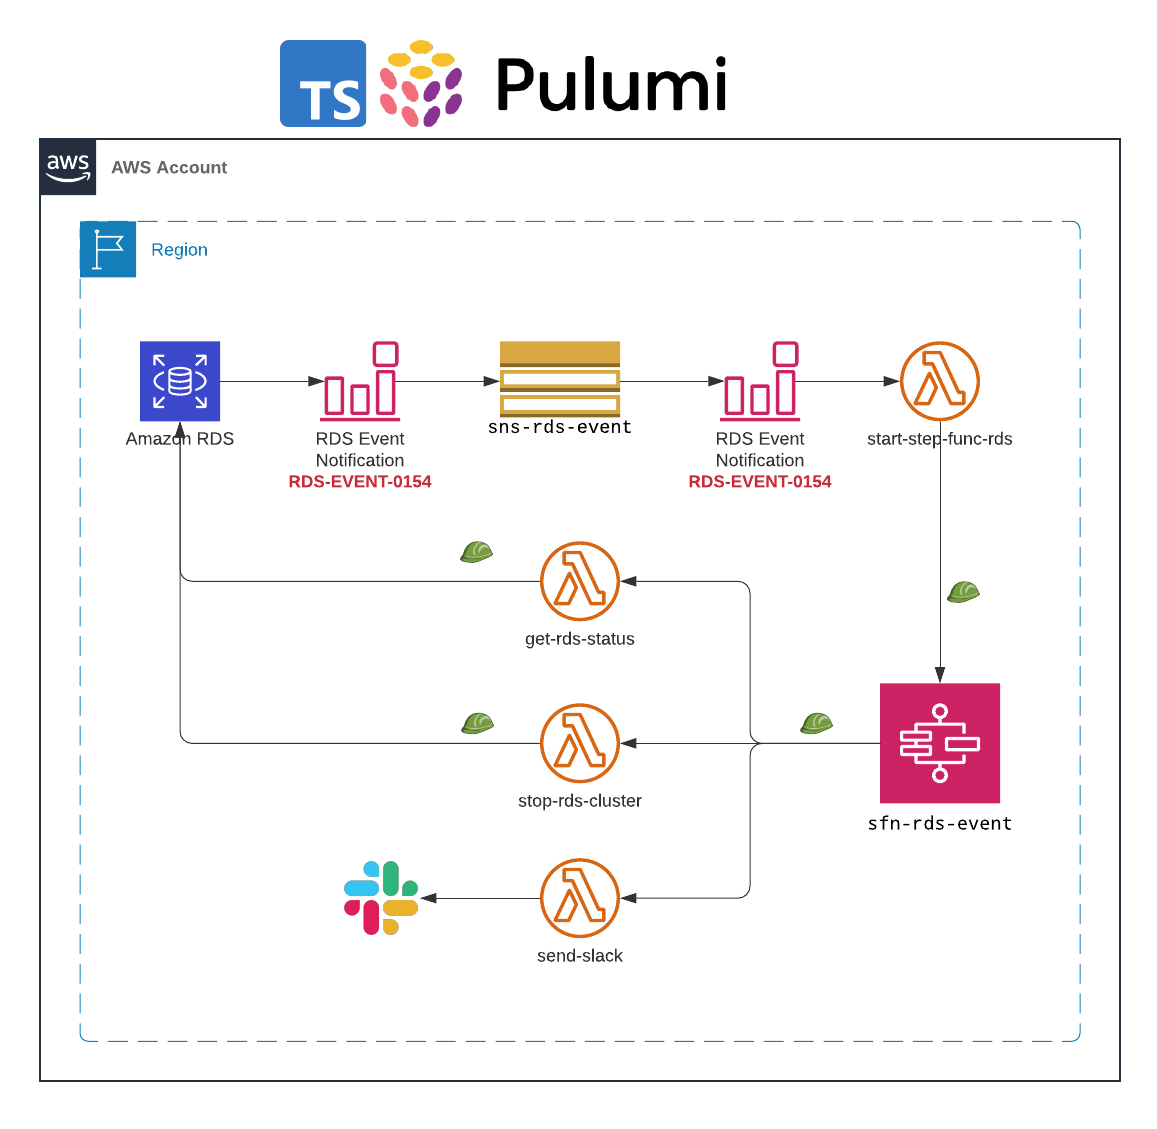 TS Pulumi
aws AWS Account
Region
Amazon RDS
RDS Event
Notification
RDS-EVENT-0154
sns-rds-event
RDS Event
Notification
RDS-EVENT-0154
start-step-func-rds
get-rds-status
stop-rds-cluster
sfn-rds-event
send-slack